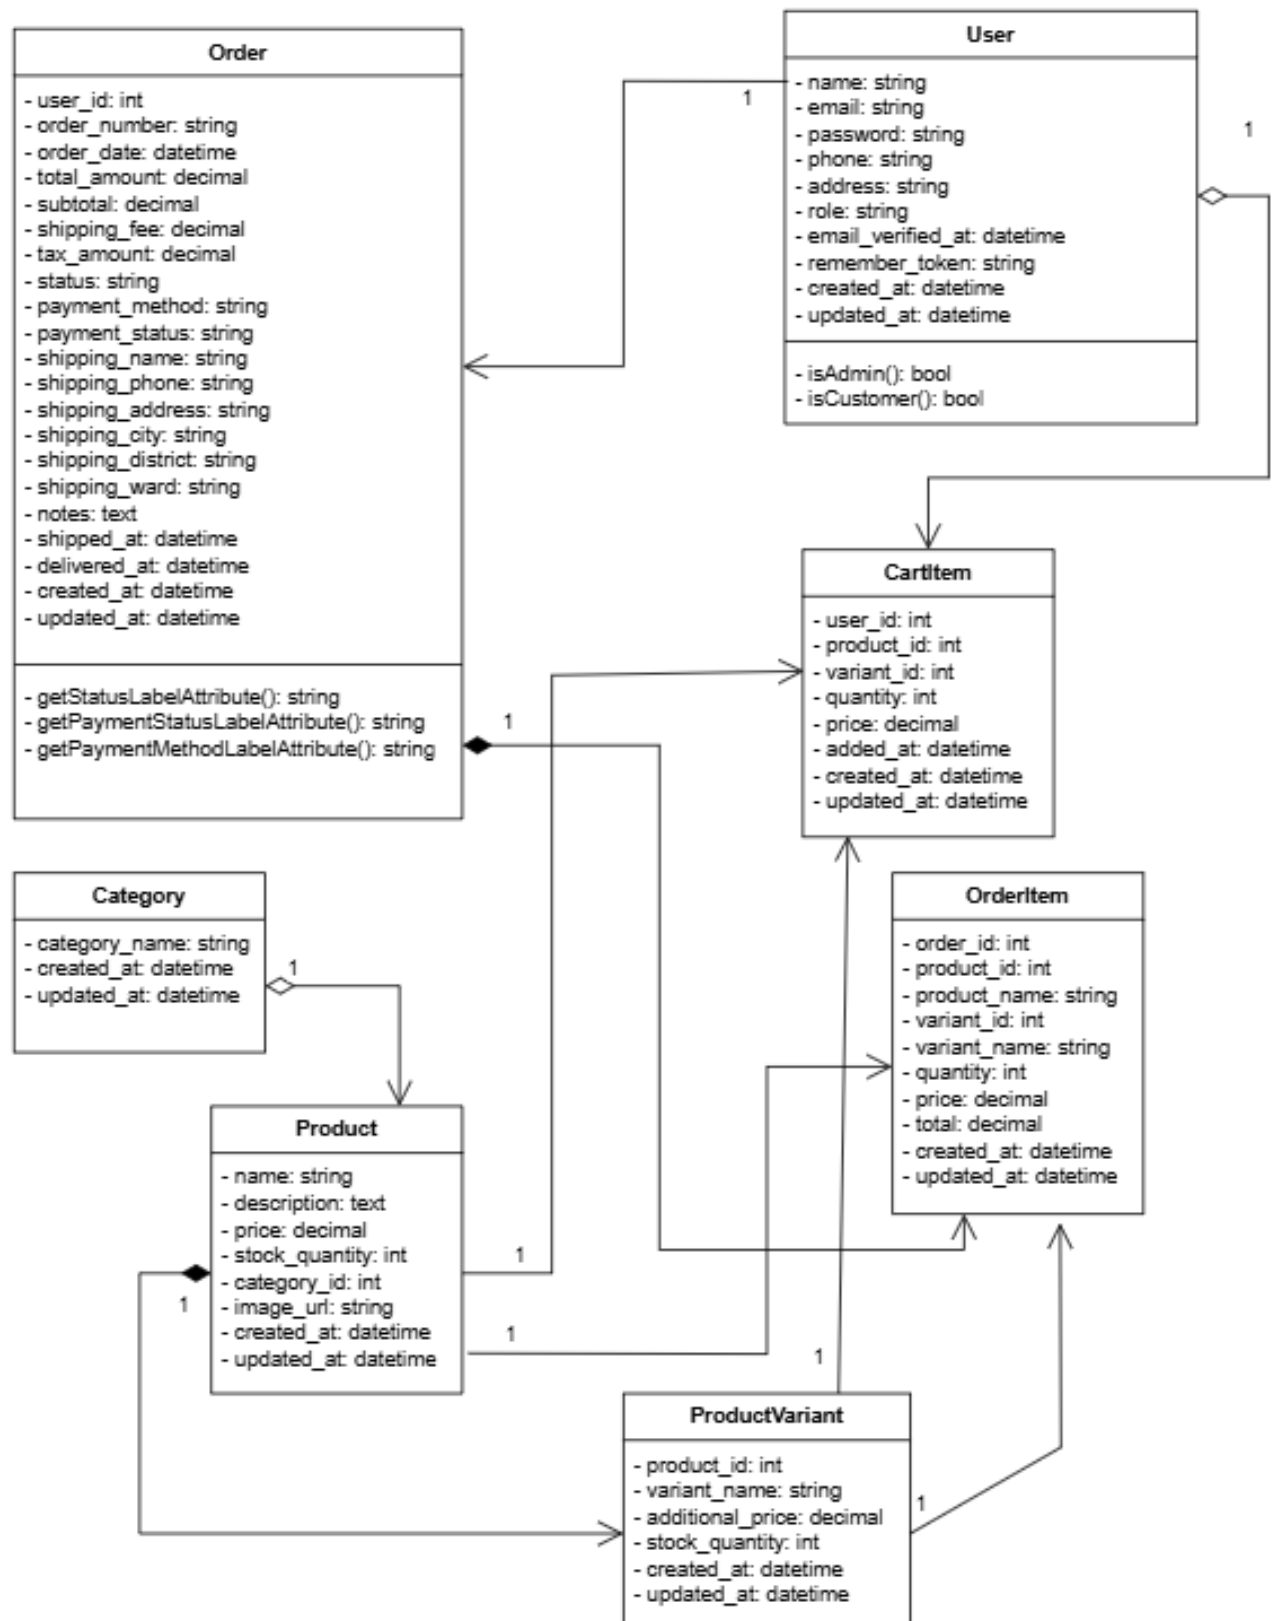 Order
- user_id: int
- order_number: string
- order_date: datetime
- total_amount: decimal
- subtotal: decimal
- shipping_fee: decimal
- tax_amount: decimal
- status: string
- payment_method: string
- payment_status: string
- shipping_name: string
- shipping_phone: string
- shipping_address: string
- shipping_city: string
- shipping_district: string
- shipping_ward: string
- notes: text
- shipped_at: datetime
- delivered_at: datetime
- created_at: datetime
- updated_at: datetime
- getStatusLabelAttribute(): string
- getPaymentStatusLabelAttribute(): string
- getPaymentMethodLabelAttribute(): string
1
User
- name: string
- email: string
- password: string
- phone: string
- address: string
- role: string
- email_verified_at: datetime
- remember_token: string
- created_at: datetime
- updated_at: datetime
- isAdmin(): bool
- isCustomer(): bool
1
1
CartItem
- user_id: int
- product_id: int
- variant_id: int
- quantity: int
- price: decimal
- added_at: datetime
- created_at: datetime
- updated_at: datetime
Category
- category_name: string
- created_at: datetime
- updated_at: datetime
1
OrderItem
- order_id: int
- product_id: int
- product_name: string
- variant_id: int
- variant_name: string
- quantity: int
- price: decimal
- total: decimal
- created_at: datetime
- updated_at: datetime
Product
- name: string
- description: text
- price: decimal
- stock_quantity: int
- category_id: int
- image_url: string
- created_at: datetime
- updated_at: datetime
1
1
1
1
ProductVariant
- product_id: int
- variant_name: string
- additional_price: decimal
- stock_quantity: int
- created_at: datetime
- updated_at: datetime
1